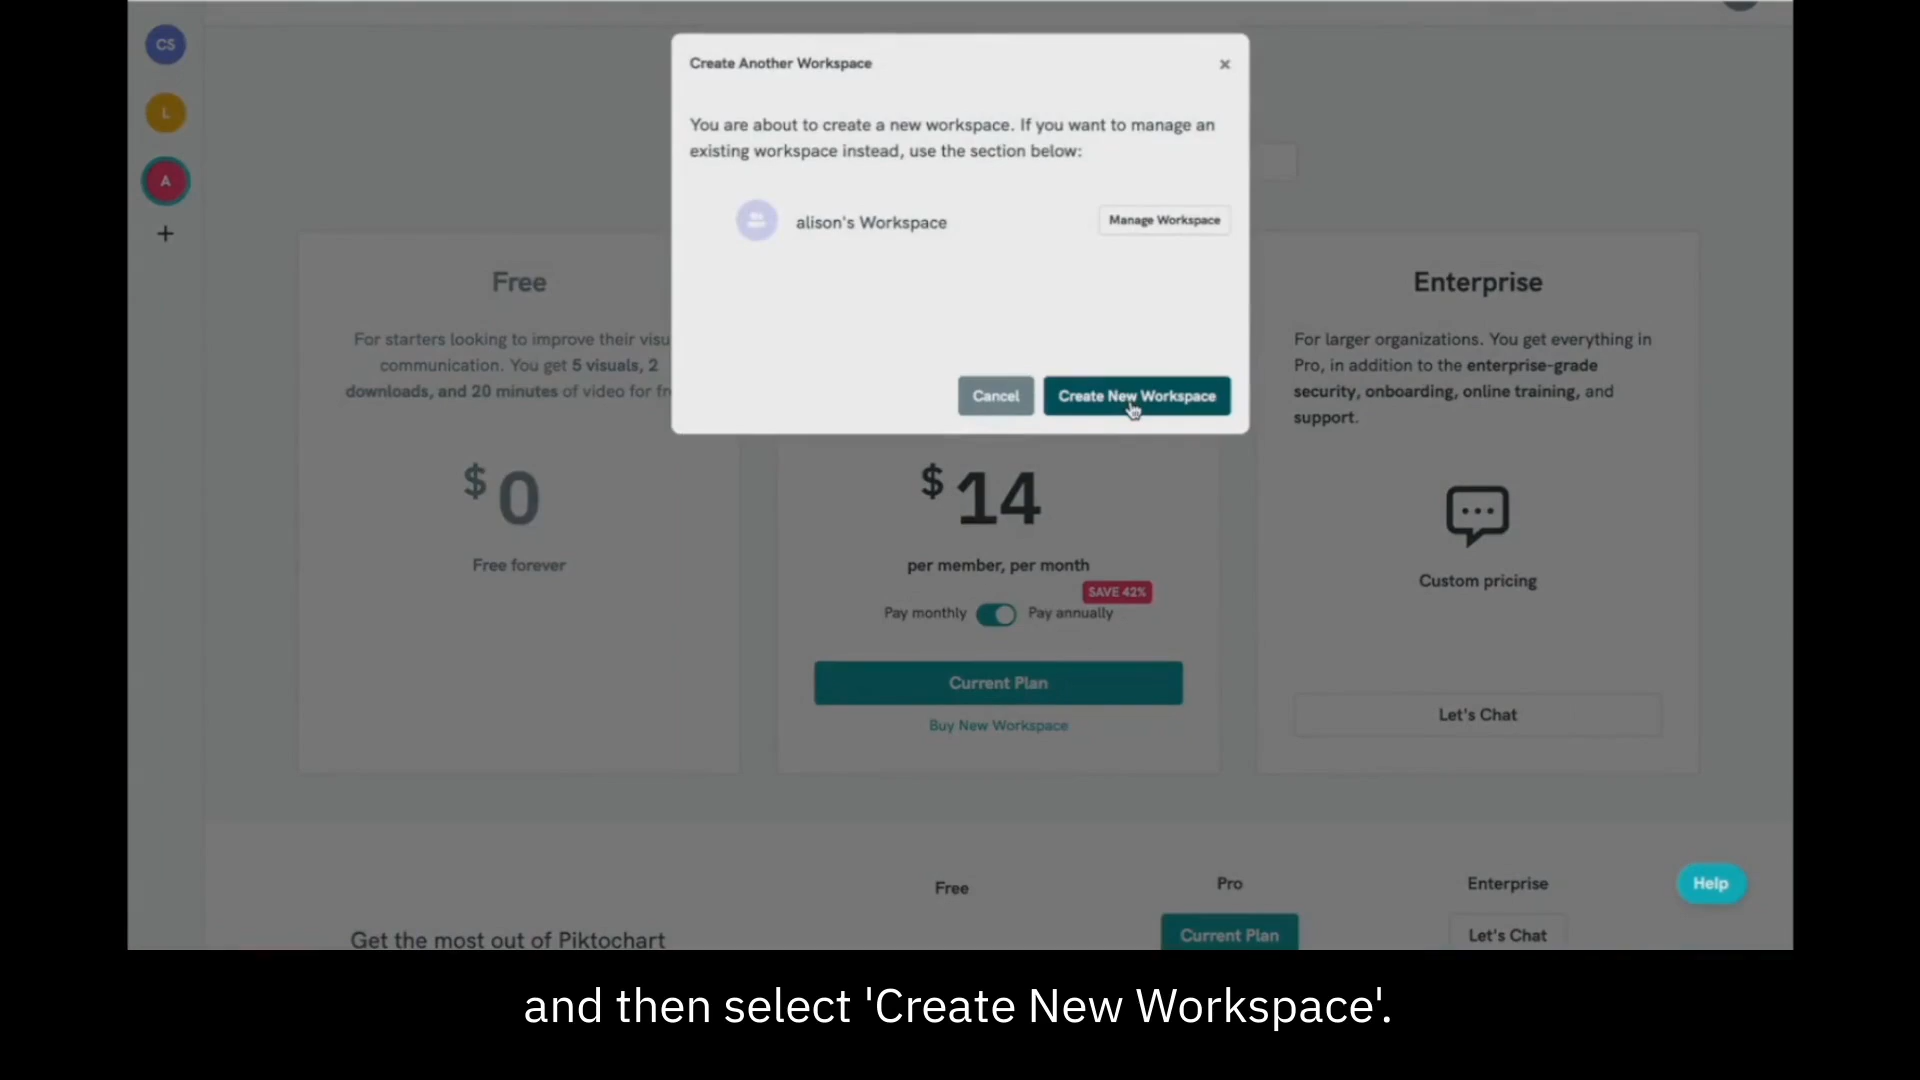 CS
L
A
+
Create Another Workspace
×
You are about to create a new workspace. If you want to manage an
existing workspace instead, use the section below:
alison's Workspace
Manage Workspace
Cancel
Create New Workspace
Free
For starters looking to improve their
communication. You get 5 visuals, 2
downloads, and 20 minutes of video for
$0
Free forever
$14
per member, per month
SAVE 42%
Pay monthly
Pay annually
Current Plan
Buy New Workspace
Enterprise
For larger organizations. You get everything in
Pro, in addition to the enterprise-grade
security, onboarding, online training, and
support.
Custom pricing
Let's Chat
Free
Pro
Enterprise
Help
Get the most out of Piktochart
Current Plan
Let's Chat
and then select 'Create New Workspace'.